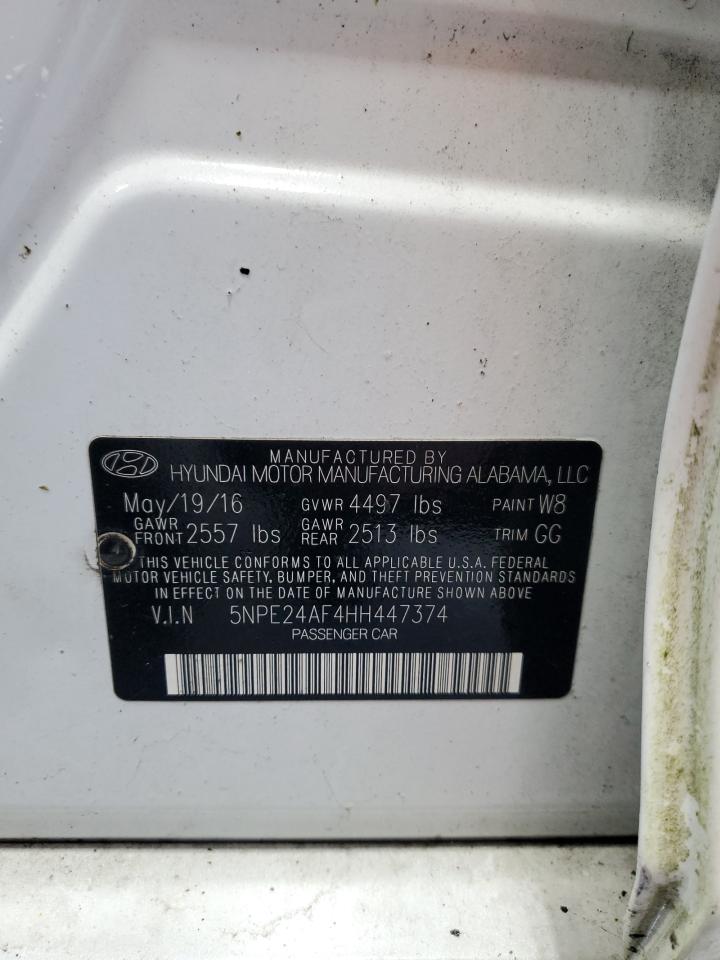 MANUFACTURED BY
HYUNDAI MOTOR MANUFACTURING ALABAMA, LLC
May/19/16 GVWR 4497 lbs PAINT W8
GAWR FRONT 2557 lbs GAWR REAR 2513 lbs TRIM GG
THIS VEHICLE CONFORMS TO ALL APPLICABLE U.S.A. FEDERAL
MOTOR VEHICLE SAFETY, BUMPER, AND THEFT PREVENTION STANDARDS
IN EFFECT ON THE DATE OF MANUFACTURE SHOWN ABOVE
V.I.N 5NPE24AF4HH447374
PASSENGER CAR